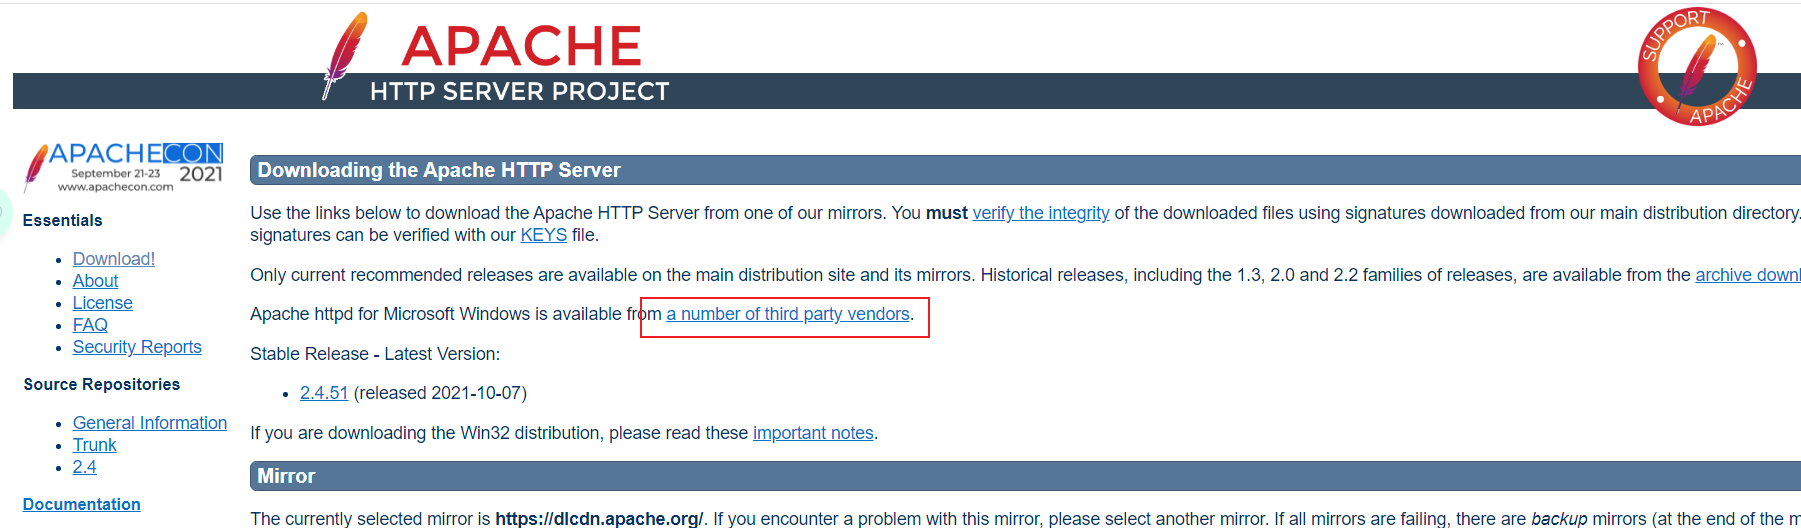 APACHE
HTTP SERVER PROJECT
SUPPORT APACHE
APACHECON
September 21-23 2021
www.apachecon.com
Essentials
Download!
About
License
FAQ
Security Reports
Source Repositories
General Information
Trunk
2.4
Documentation
Downloading the Apache HTTP Server
Use the links below to download the Apache HTTP Server from one of our mirrors. You must verify the integrity of the downloaded files using signatures downloaded from our main distribution directory.
signatures can be verified with our KEYS file.
Only current recommended releases are available on the main distribution site and its mirrors. Historical releases, including the 1.3, 2.0 and 2.2 families of releases, are available from the archive downl
Apache httpd for Microsoft Windows is available from a number of third party vendors.
Stable Release - Latest Version:
2.4.51 (released 2021-10-07)
If you are downloading the Win32 distribution, please read these important notes.
Mirror
The currently selected mirror is https://dlcdn.apache.org/. If you encounter a problem with this mirror, please select another mirror. If all mirrors are failing, there are backup mirrors (at the end of the m